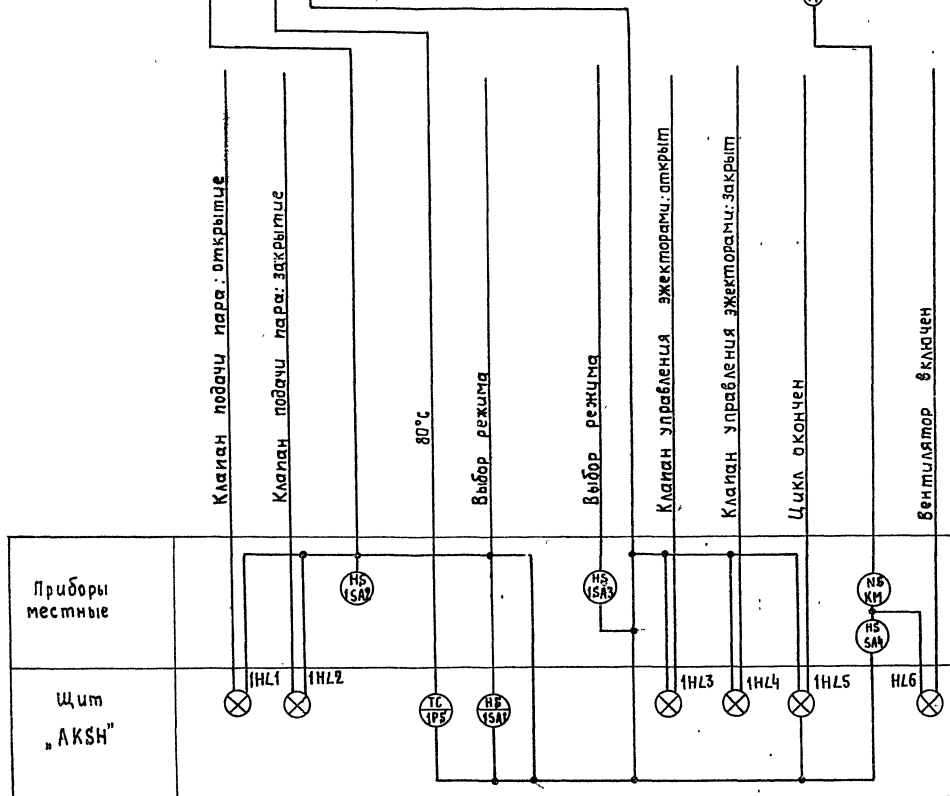 Клапан подачи пара: открытие
Клапан подачи пара: закрытие
80°С
Выбор режима
Выбор режима
Клапан управления эжекторами: открыт
Клапан управления эжекторами: закрыт
Цикл окончен
Вентилятор включен
Приборы
местные
HS
1SA2
HS
1SA3
NS
KM
HS
SA4
Щит
„AKSH"
1HL1
1HL2
TC
1P5
HS
1SA1
1HL3
1HL4
1HL5
HL6